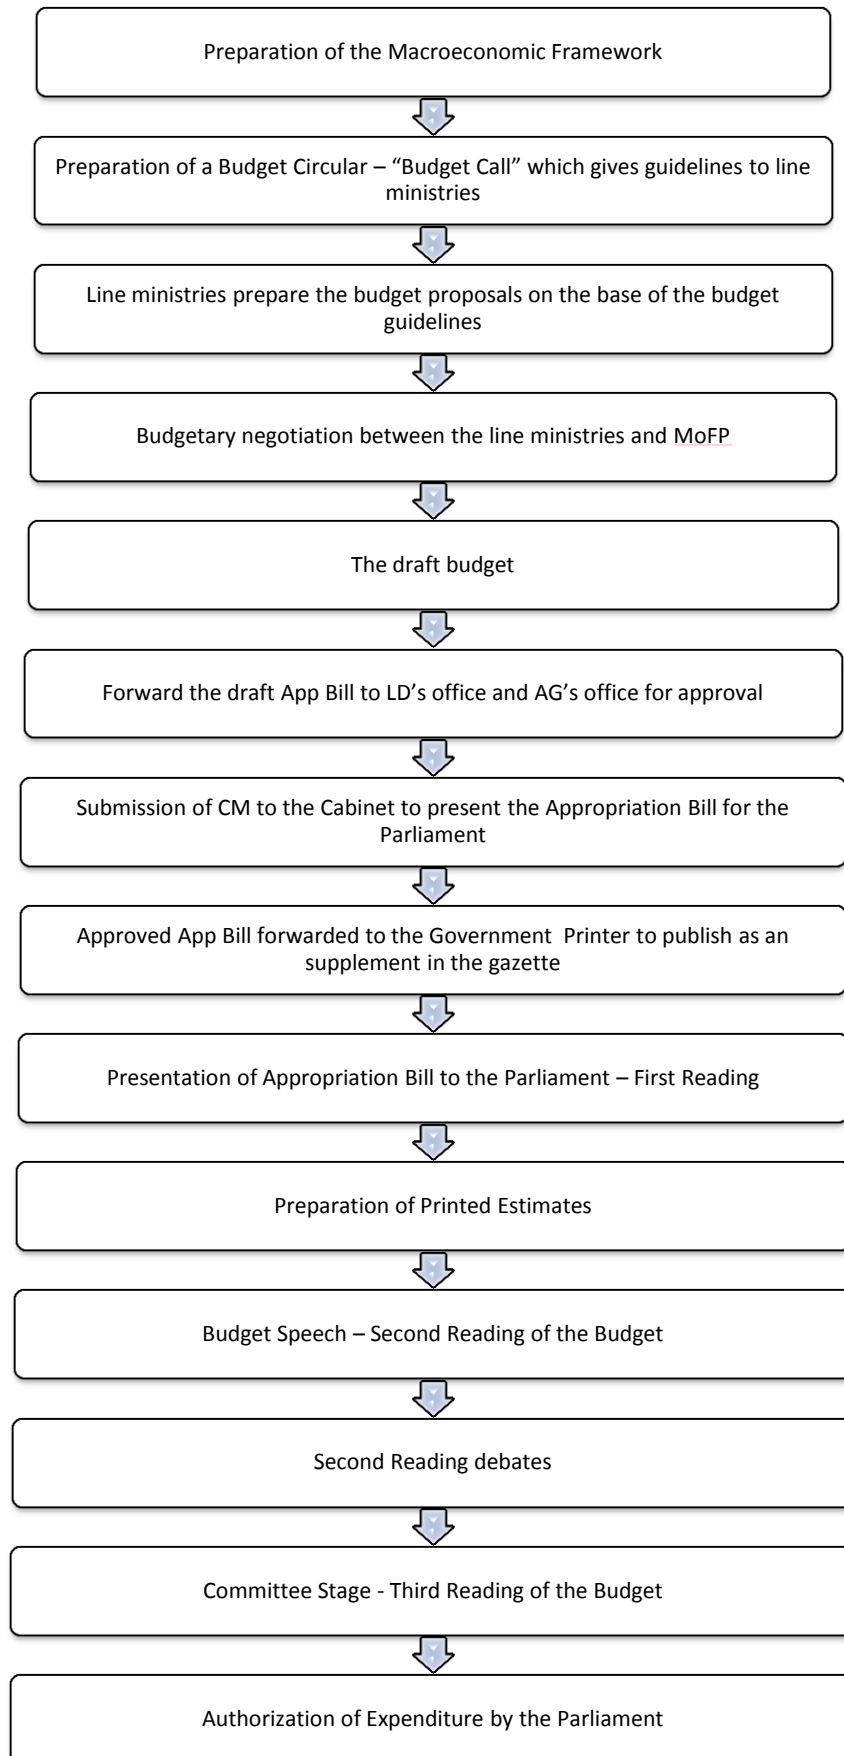 Preparation of the Macroeconomic Framework
Preparation of a Budget Circular – “Budget Call” which gives guidelines to line
ministries
Line ministries prepare the budget proposals on the base of the budget
guidelines
Budgetary negotiation between the line ministries and MoFP
The draft budget
Forward the draft App Bill to LD’s office and AG’s office for approval
Submission of CM to the Cabinet to present the Appropriation Bill for the
Parliament
Approved App Bill forwarded to the Government Printer to publish as an
supplement in the gazette
Presentation of Appropriation Bill to the Parliament – First Reading
Preparation of Printed Estimates
Budget Speech – Second Reading of the Budget
Second Reading debates
Committee Stage - Third Reading of the Budget
Authorization of Expenditure by the Parliament